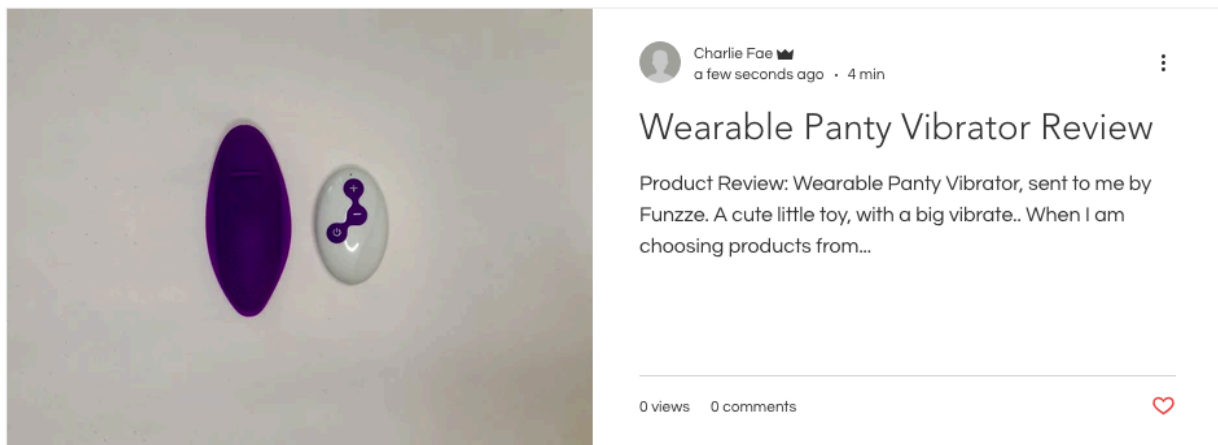 Charlie Fae
a few seconds ago · 4 min
Wearable Panty Vibrator Review
Product Review: Wearable Panty Vibrator, sent to me by
Funzze. A cute little toy, with a big vibrate.. When I am
choosing products from...
0 views 0 comments